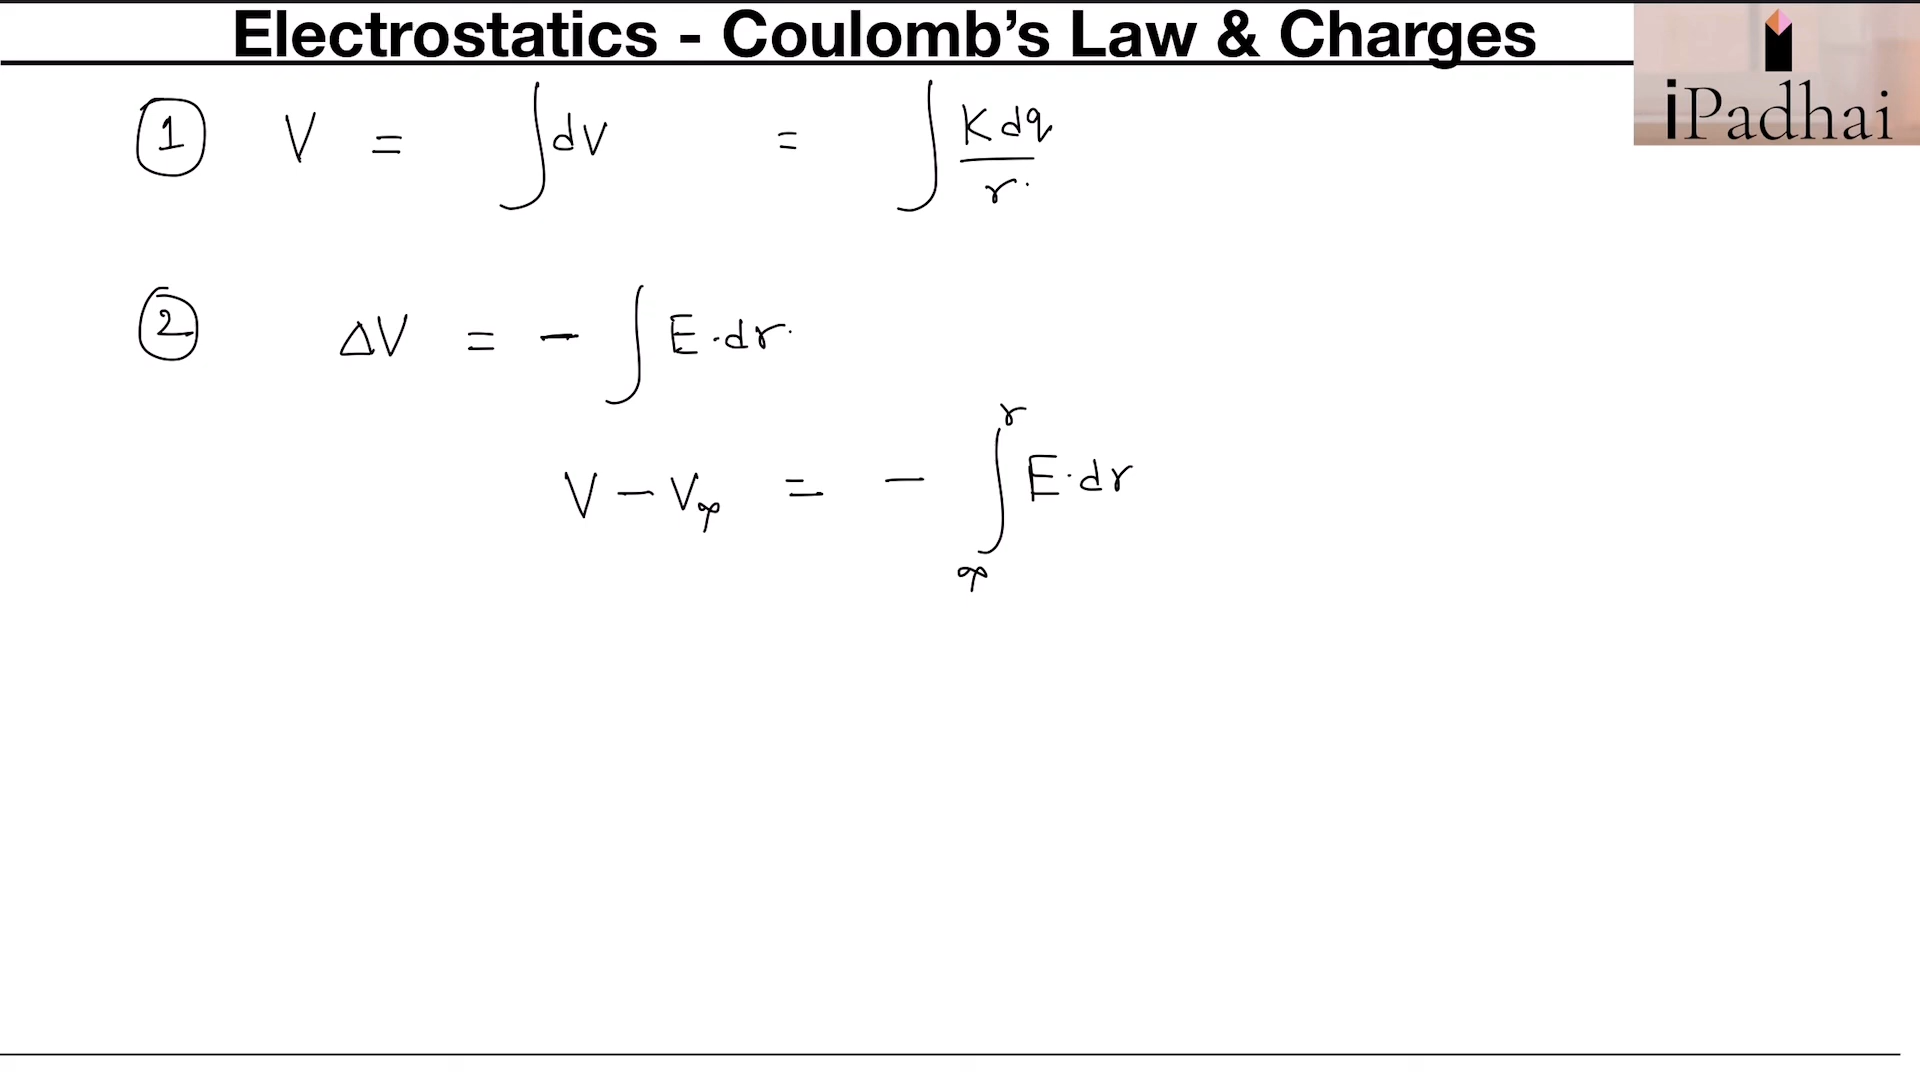 Electrostatics - Coulomb's Law & Charges
iPadhai
① V = ∫dV = ∫ Kdq/r.
② ΔV = - ∫ E.dr.
V - V∞ = - ∫∞^r E.dr